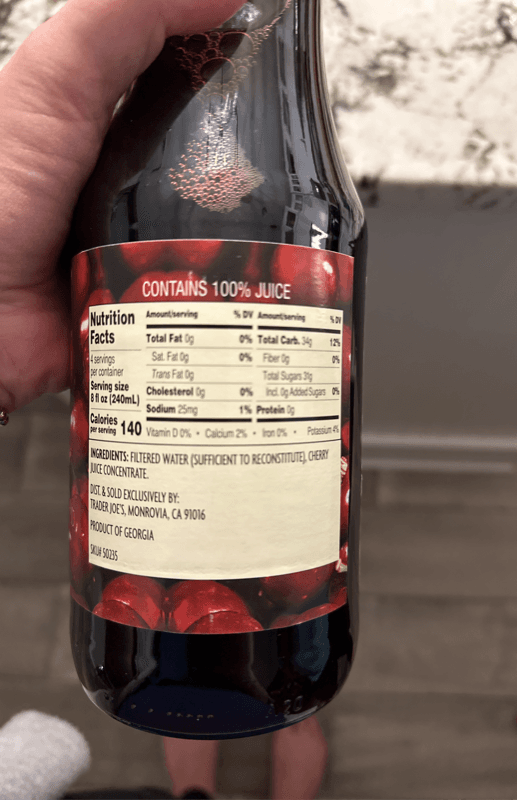 CONTAINS 100% JUICE
Nutrition
Facts
4 servings
per container
Serving size
8 fl oz (240mL)
Calories
per serving 140
Amount/serving % DV
Total Fat 0g 0%
Sat. Fat 0g 0%
Trans Fat 0g
Cholesterol 0g 0%
Sodium 25mg 1%
Amount/serving % DV
Total Carb. 34g 12%
Fiber 0g 0%
Total Sugars 31g
Incl. 0g Added Sugars 0%
Protein 0g
Vitamin D 0% • Calcium 2% • Iron 0% • Potassium 4%
INGREDIENTS: FILTERED WATER (SUFFICIENT TO RECONSTITUTE), CHERRY
JUICE CONCENTRATE.
DIST. & SOLD EXCLUSIVELY BY:
TRADER JOE'S, MONROVIA, CA 91016
PRODUCT OF GEORGIA
SKU# 50235